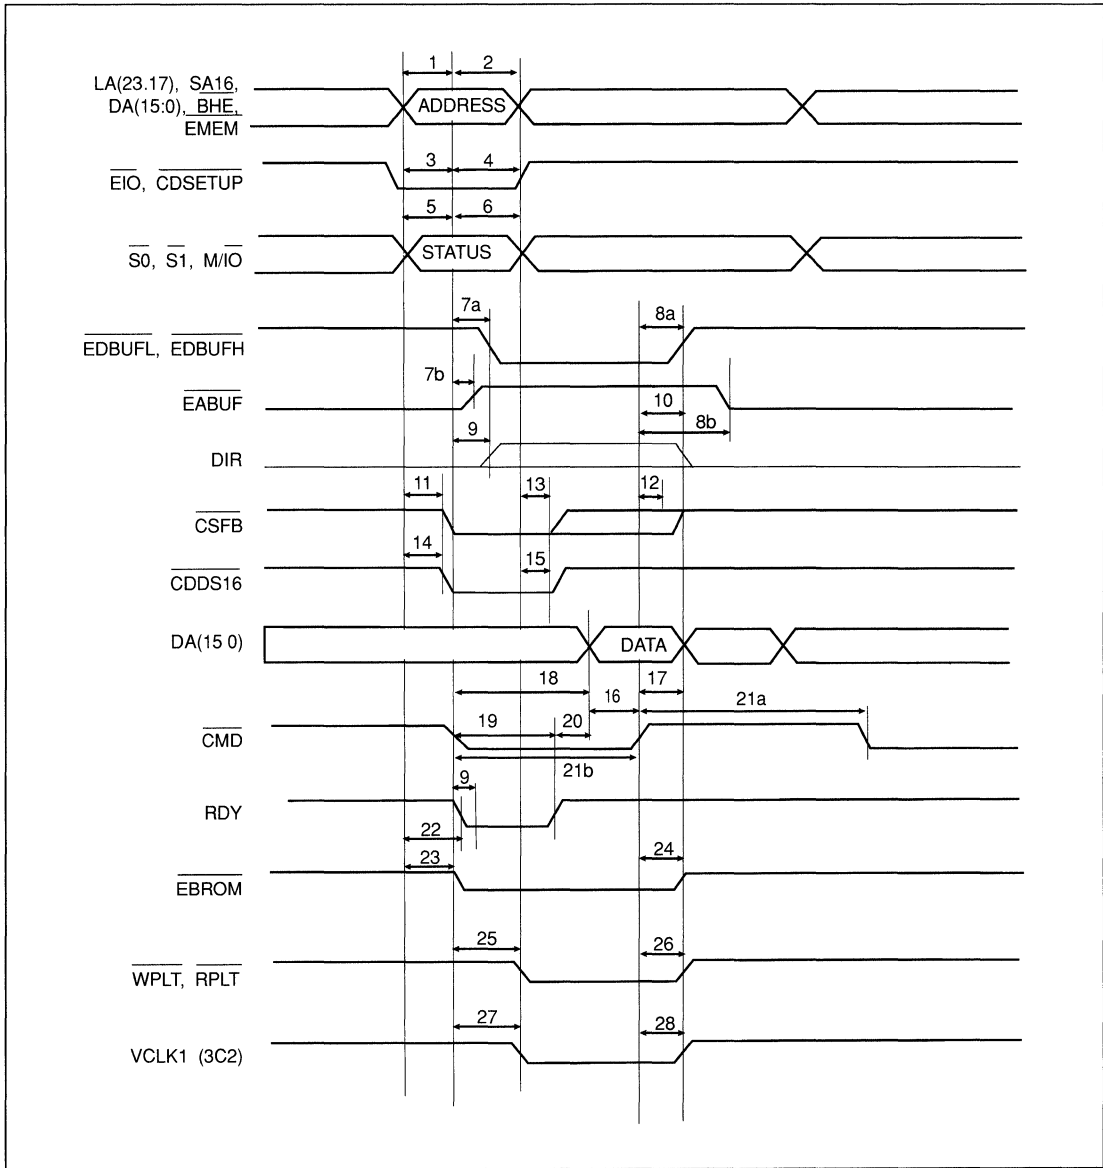 1 2
LA(23.17), SA16,
DA(15:0), BHE,
EMEM
ADDRESS
3 4
EIO, CDSETUP
5 6
S0, S1, M/IO
STATUS
7a 8a
EDBUFL, EDBUFH
7b
EABUF
10
9 8b
DIR
11 13 12
CSFB
14 15
CDDS16
DA(15 0)
DATA
18 16 17 21a
CMD
19 20
21b
9
RDY
22
23 24
EBROM
25 26
WPLT, RPLT
27 28
VCLK1 (3C2)